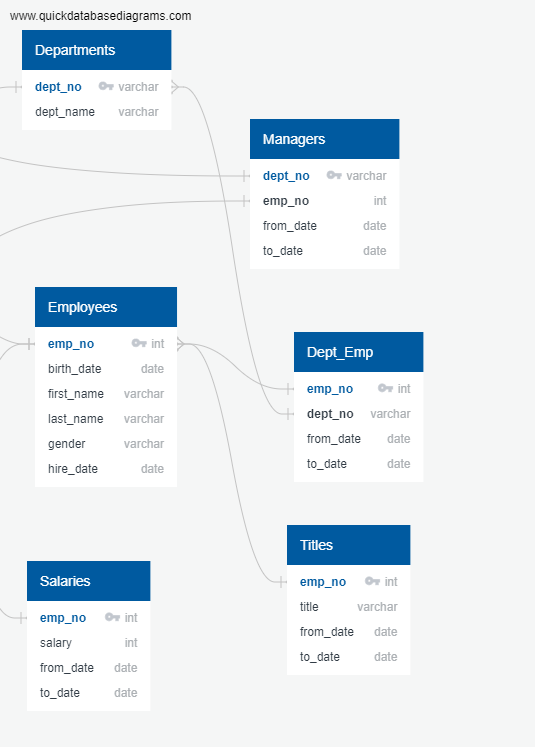 www.quickdatabasediagrams.com
Departments
dept_no varchar
dept_name varchar
Managers
dept_no varchar
emp_no int
from_date date
to_date date
Employees
emp_no int
birth_date date
first_name varchar
last_name varchar
gender varchar
hire_date date
Dept_Emp
emp_no int
dept_no varchar
from_date date
to_date date
Titles
emp_no int
title varchar
from_date date
to_date date
Salaries
emp_no int
salary int
from_date date
to_date date